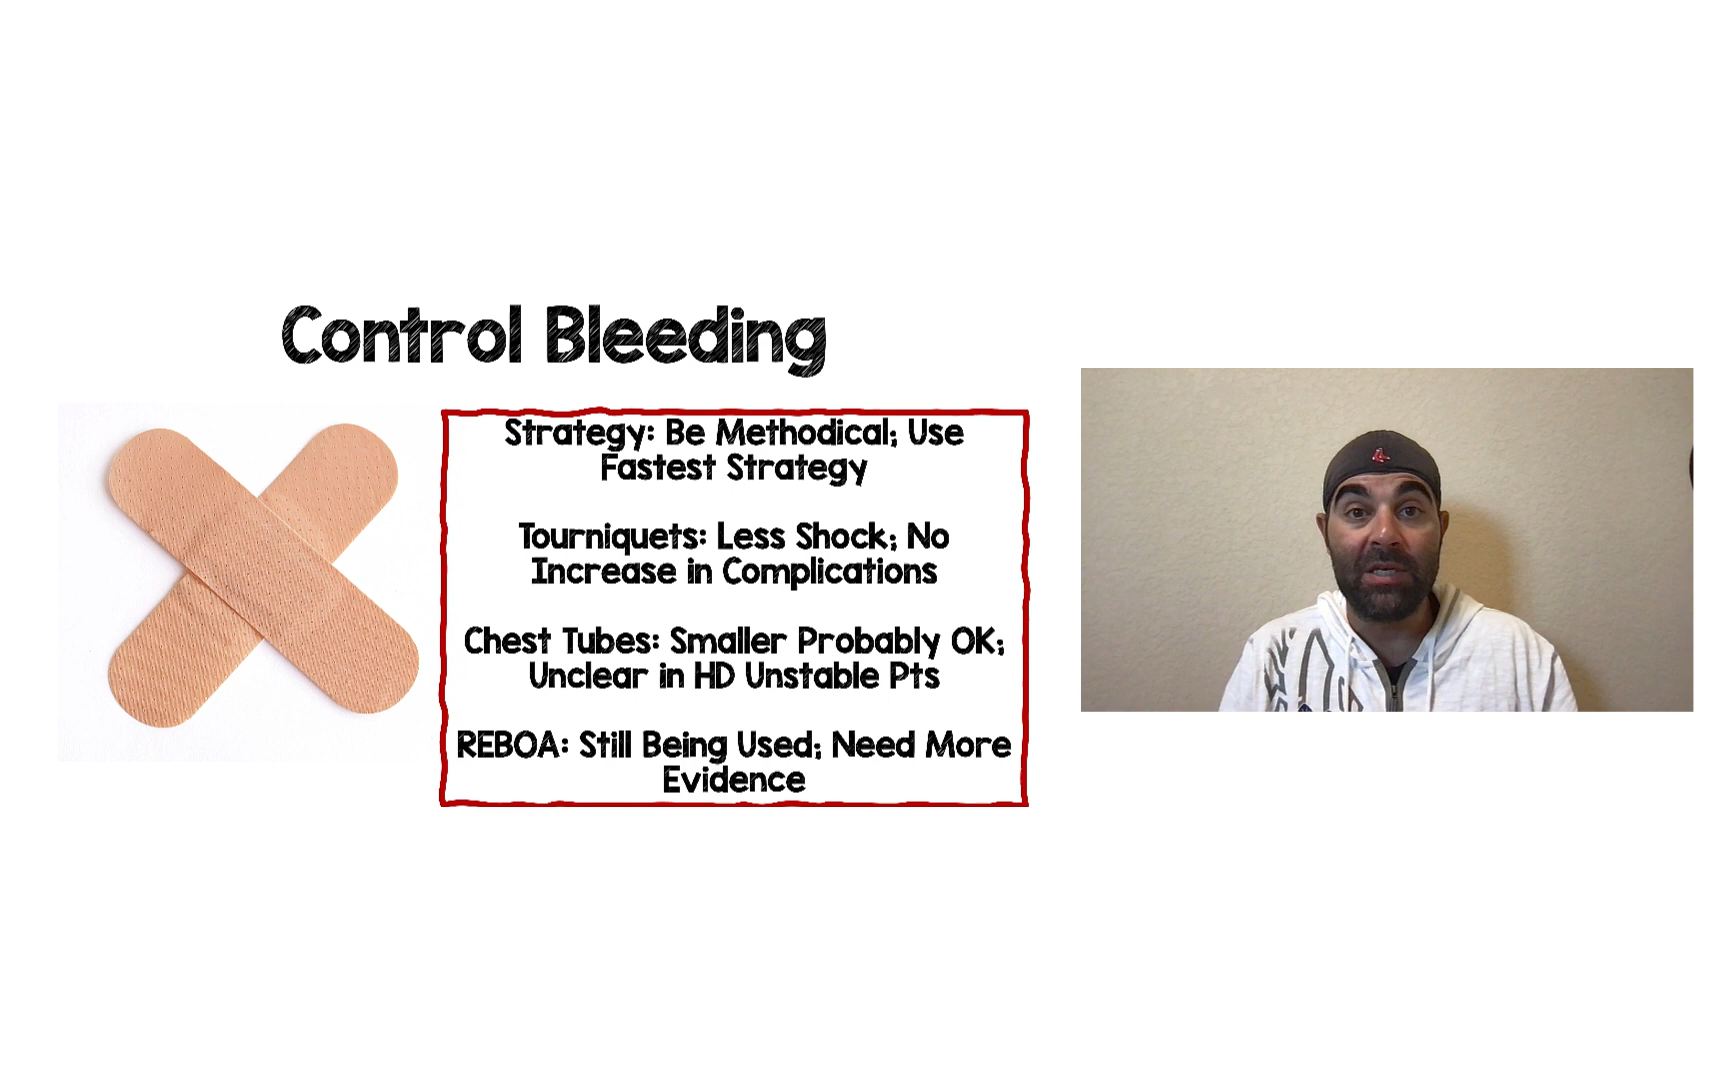 Control Bleeding
Strategy: Be Methodical; Use
Fastest Strategy
Tourniquets: Less Shock; No
Increase in Complications
Chest Tubes: Smaller Probably OK;
Unclear in HD Unstable Pts
REBOA: Still Being Used; Need More
Evidence